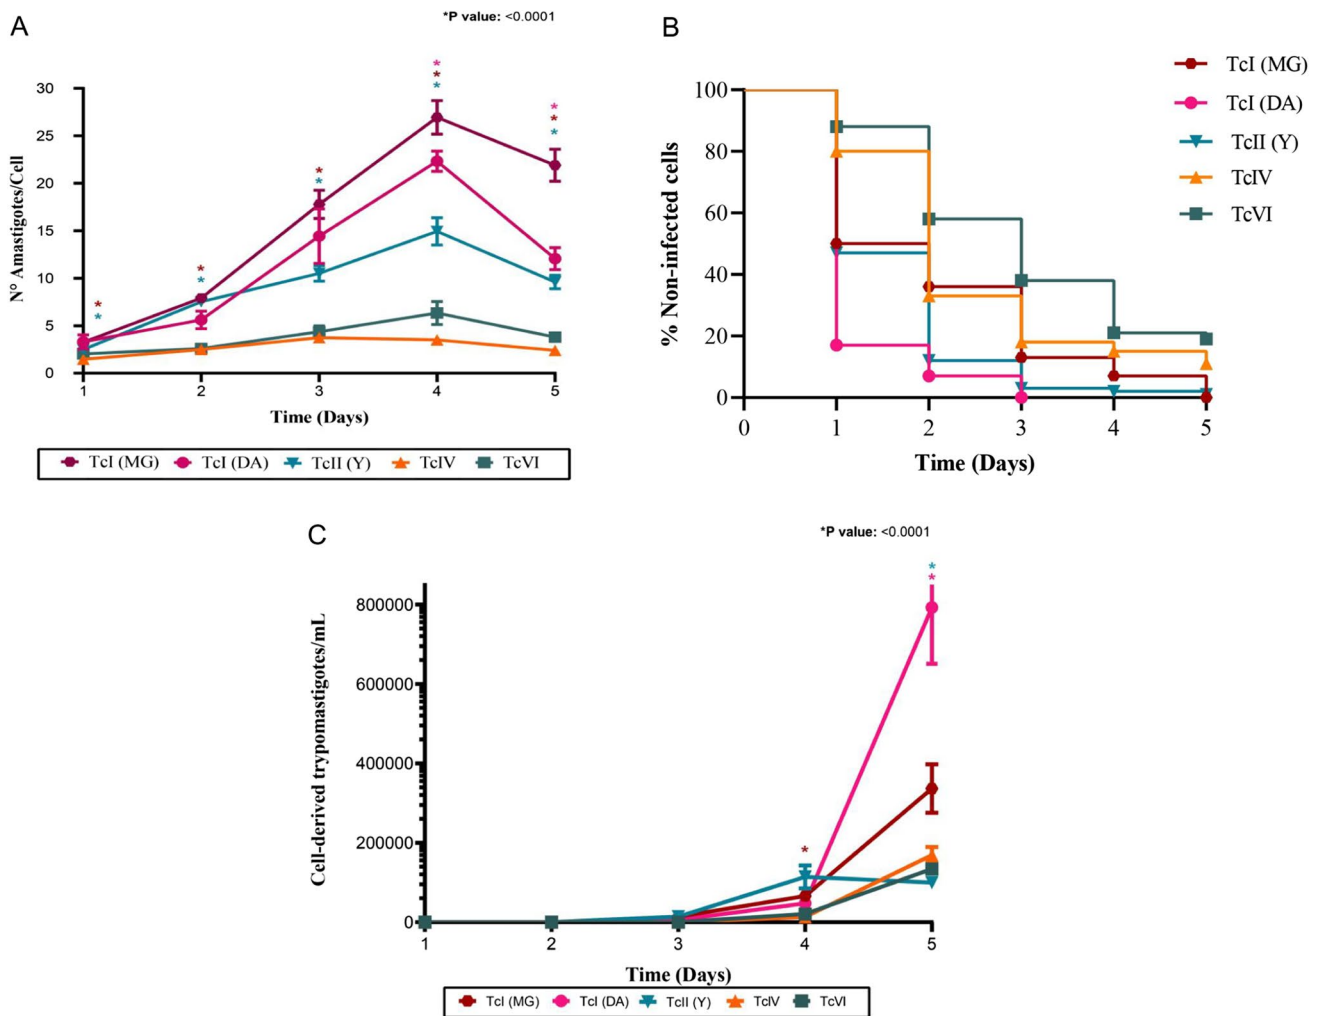 A
*P value: <0.0001
N° Amastigotes/Cell
30
25
20
15
10
5
0
1 2 3 4 5
Time (Days)
TcI (MG) TcI (DA) TcII (Y) TcIV TcVI
B
% Non-infected cells
100
80
60
40
20
0
0 1 2 3 4 5
Time (Days)
TcI (MG)
TcI (DA)
TcII (Y)
TcIV
TcVI
C
*P value: <0.0001
Cell-derived trypomastigotes/mL
800000
600000
400000
200000
0
1 2 3 4 5
Time (Days)
TcI (MG) TcI (DA) TcII (Y) TcIV TcVI